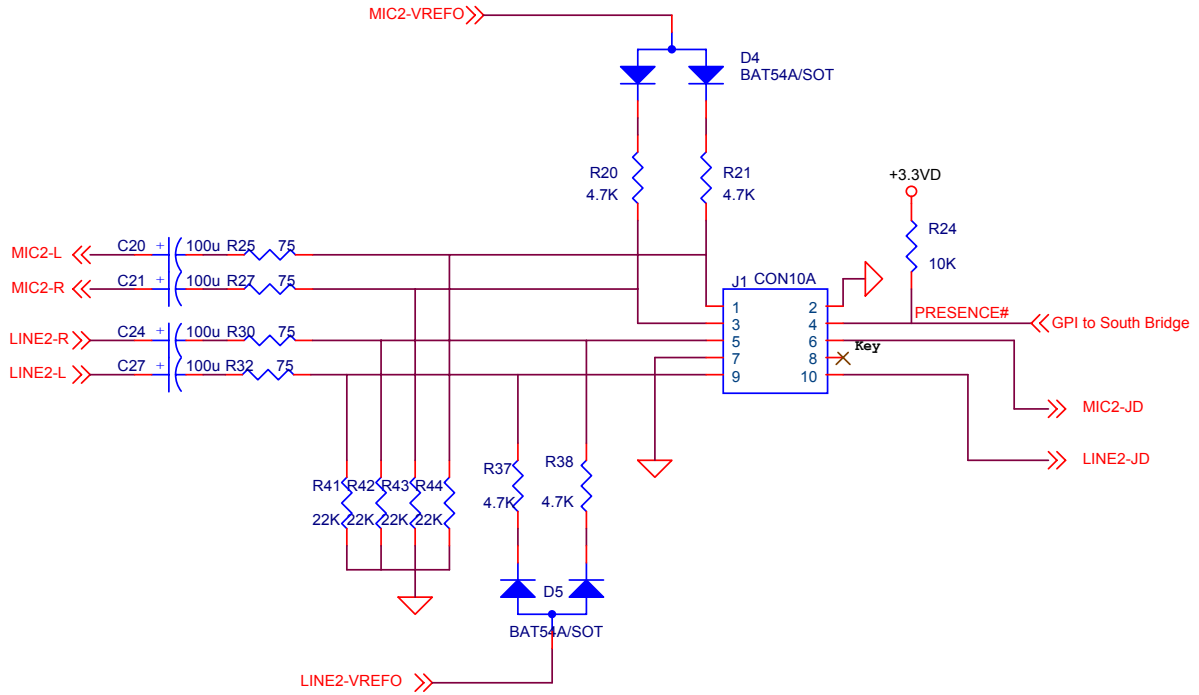 MIC2-VREFO
D4
BAT54A/SOT
R20
4.7K
R21
4.7K
+3.3VD
R24
10K
MIC2-L
C20
+
100u
R25
75
MIC2-R
C21
+
100u
R27
75
LINE2-R
C24
+
100u
R30
75
LINE2-L
C27
+
100u
R32
75
J1
CON10A
1
2
3
4
5
6
7
8
9
10
PRESENCE#
GPI to South Bridge
Key
MIC2-JD
LINE2-JD
R41
22K
R42
22K
R43
22K
R44
22K
R37
4.7K
R38
4.7K
D5
BAT54A/SOT
LINE2-VREFO